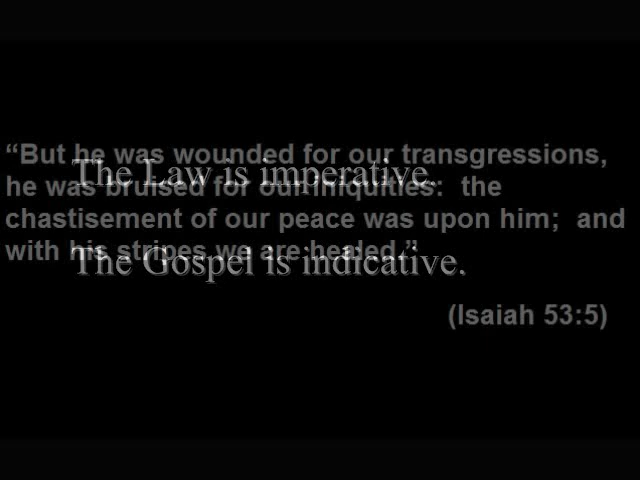 “But he was wounded for our transgressions,
The Law is imperative.
he was bruised for our iniquities:  the
chastisement of our peace was upon him;  and
with his stripes we are healed.”
The Gospel is indicative.
(Isaiah 53:5)